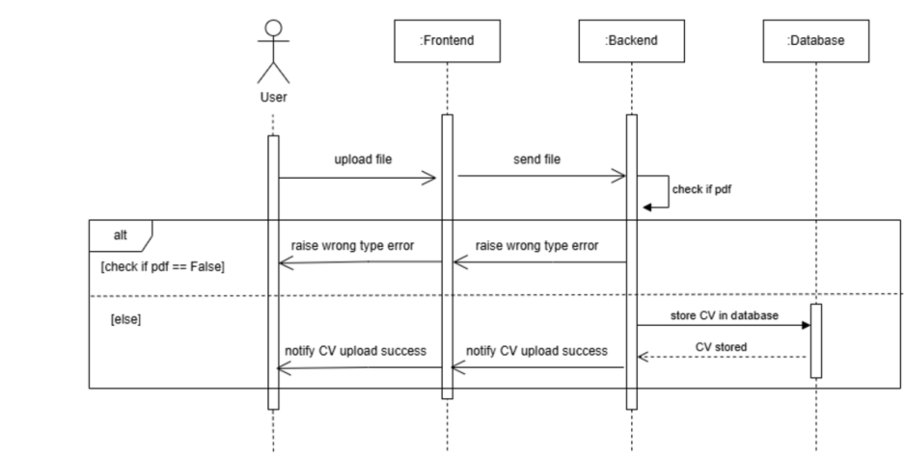 :Frontend
:Backend
:Database
User
upload file
send file
check if pdf
alt
raise wrong type error
raise wrong type error
[check if pdf == False]
[else]
store CV in database
CV stored
notify CV upload success
notify CV upload success